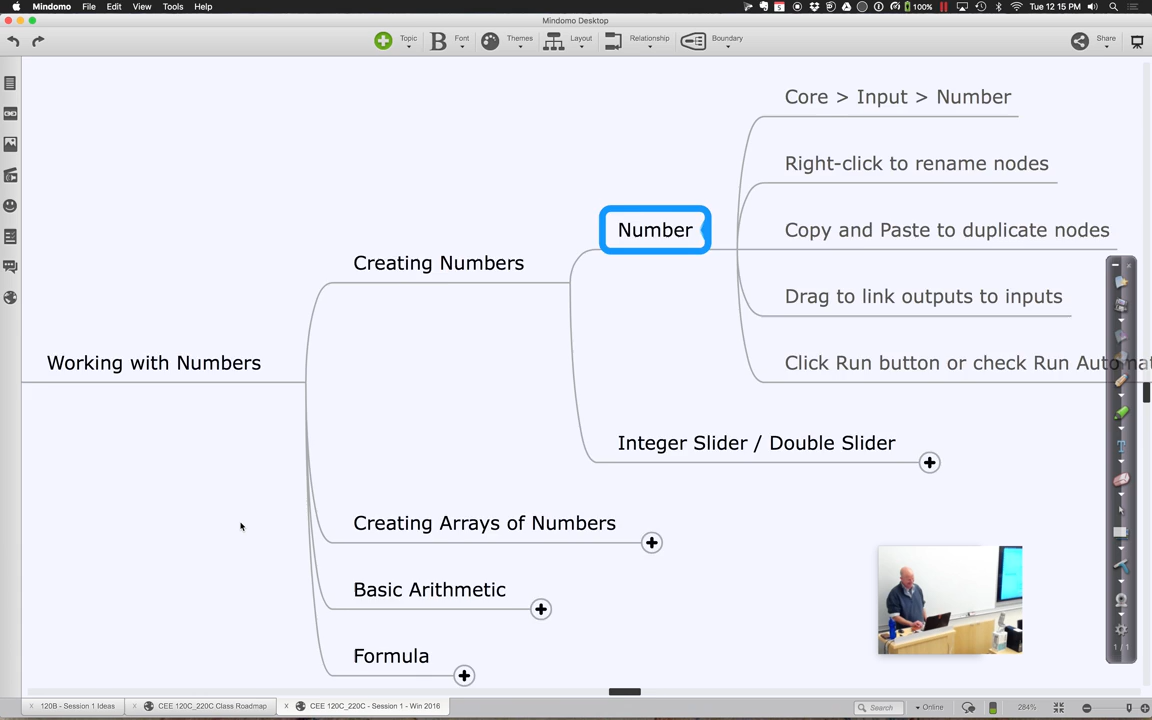 Mindomo File Edit View Tools Help 100% Tue 12 15 PM
Mindomo Desktop
Topic Font Themes Layout Relationship Boundary Share
Core > Input > Number
Right-click to rename nodes
Number
Copy and Paste to duplicate nodes
Creating Numbers
Drag to link outputs to inputs
Working with Numbers
Click Run button or check Run Automat
Integer Slider / Double Slider
Creating Arrays of Numbers
Basic Arithmetic
1 / 1
Formula
120B - Session 1 Ideas CEE 120C_220C Class Roadmap CEE 120C_220C - Session 1 - Win 2016 Search Online 284%